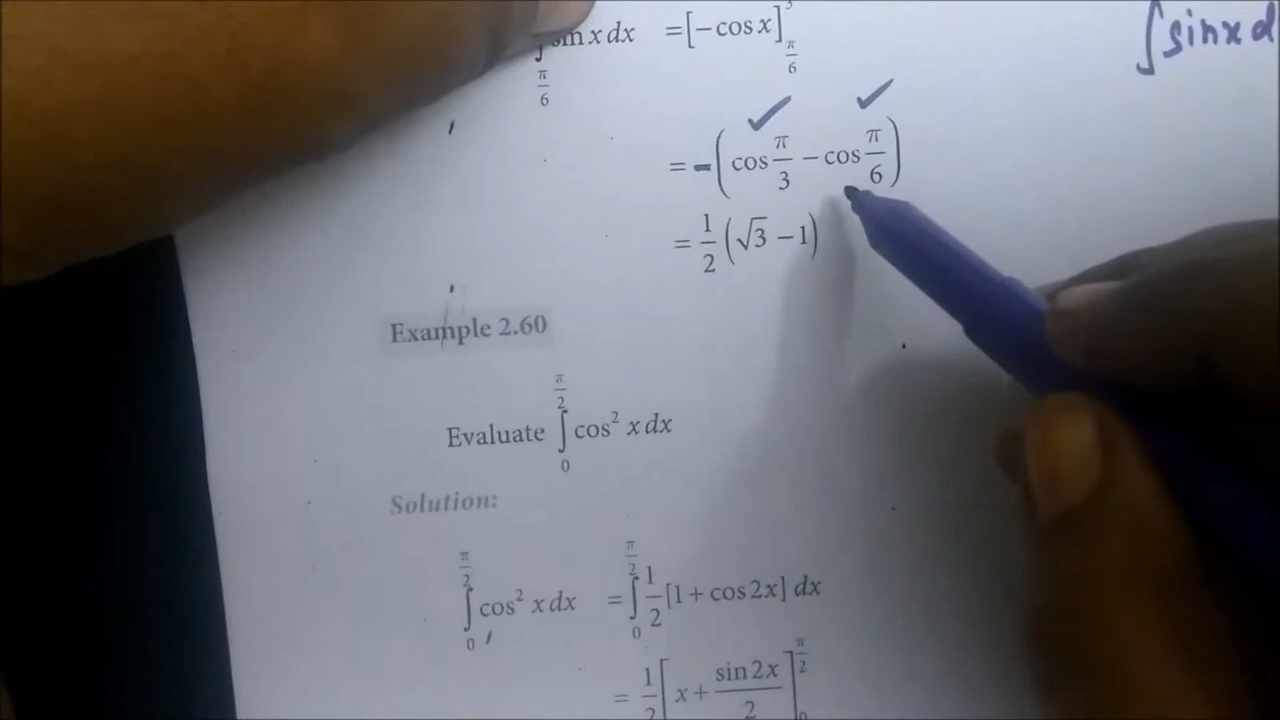 ∫ π/6 sin x dx = [−cos x] 3 π/6 ∫sinx d
= −(cos π/3 − cos π/6)
= 1/2 (√3 − 1)
Example 2.60
Evaluate ∫₀^(π/2) cos² x dx
Solution:
∫₀^(π/2) cos² x dx = ∫₀^(π/2) 1/2 [1 + cos 2x] dx
= 1/2 [x + sin 2x/2]₀^(π/2)